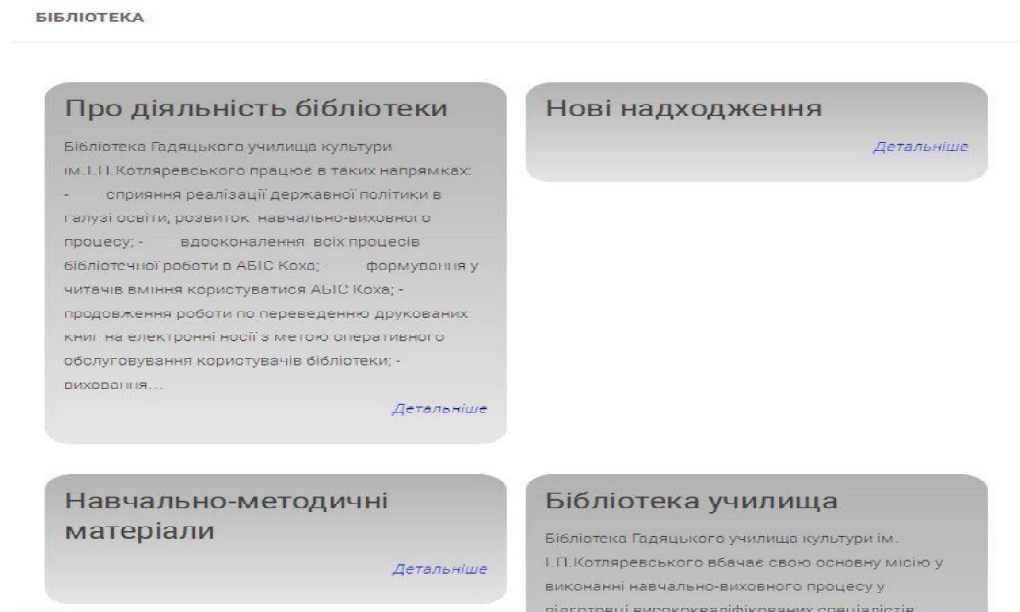 БІБЛІОТЕКА
Про діяльність бібліотеки
Бібліотека Гадяцького училища культури
ім.І.П.Котляревського працює в таких напрямках:
- сприяння реалізації державної політики в
галузі освіти; розвиток навчально-виховного
процесу; - вдосконалення всіх процесів
бібліотечної роботи в АБІС Коха; формування у
читачів вміння користуватися АБІС Коха; -
продовження роботи по переведенню друкованих
книг на електронні носії з метою оперативного
обслуговування користувачів бібліотеки; -
виховання...
Детальніше
Нові надходження
Детальніше
Навчально-методичні
матеріали
Детальніше
Бібліотека училища
Бібліотека Гадяцького училища культури ім.
І.П.Котляревського вбачає свою основну місію у
виконанні навчально-виховного процесу у
підготовці висококваліфікованих спеціалістів